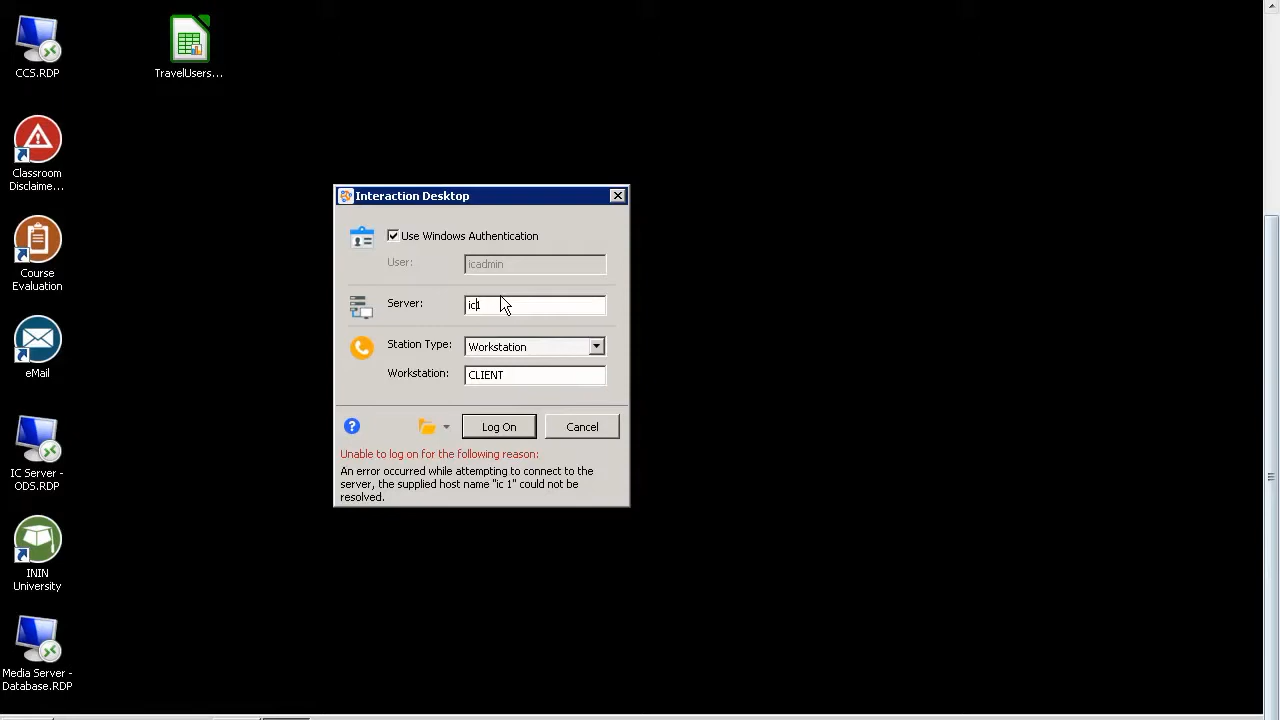 CCS.RDP
TravelUsers...
Classroom
Disclaime...
Course
Evaluation
eMail
IC Server -
ODS.RDP
ININ
University
Media Server -
Database.RDP
Interaction Desktop
Use Windows Authentication
User: icadmin
Server: ic1
Station Type: Workstation
Workstation: CLIENT
Log On Cancel
Unable to log on for the following reason:
An error occurred while attempting to connect to the
server, the supplied host name "ic 1" could not be
resolved.